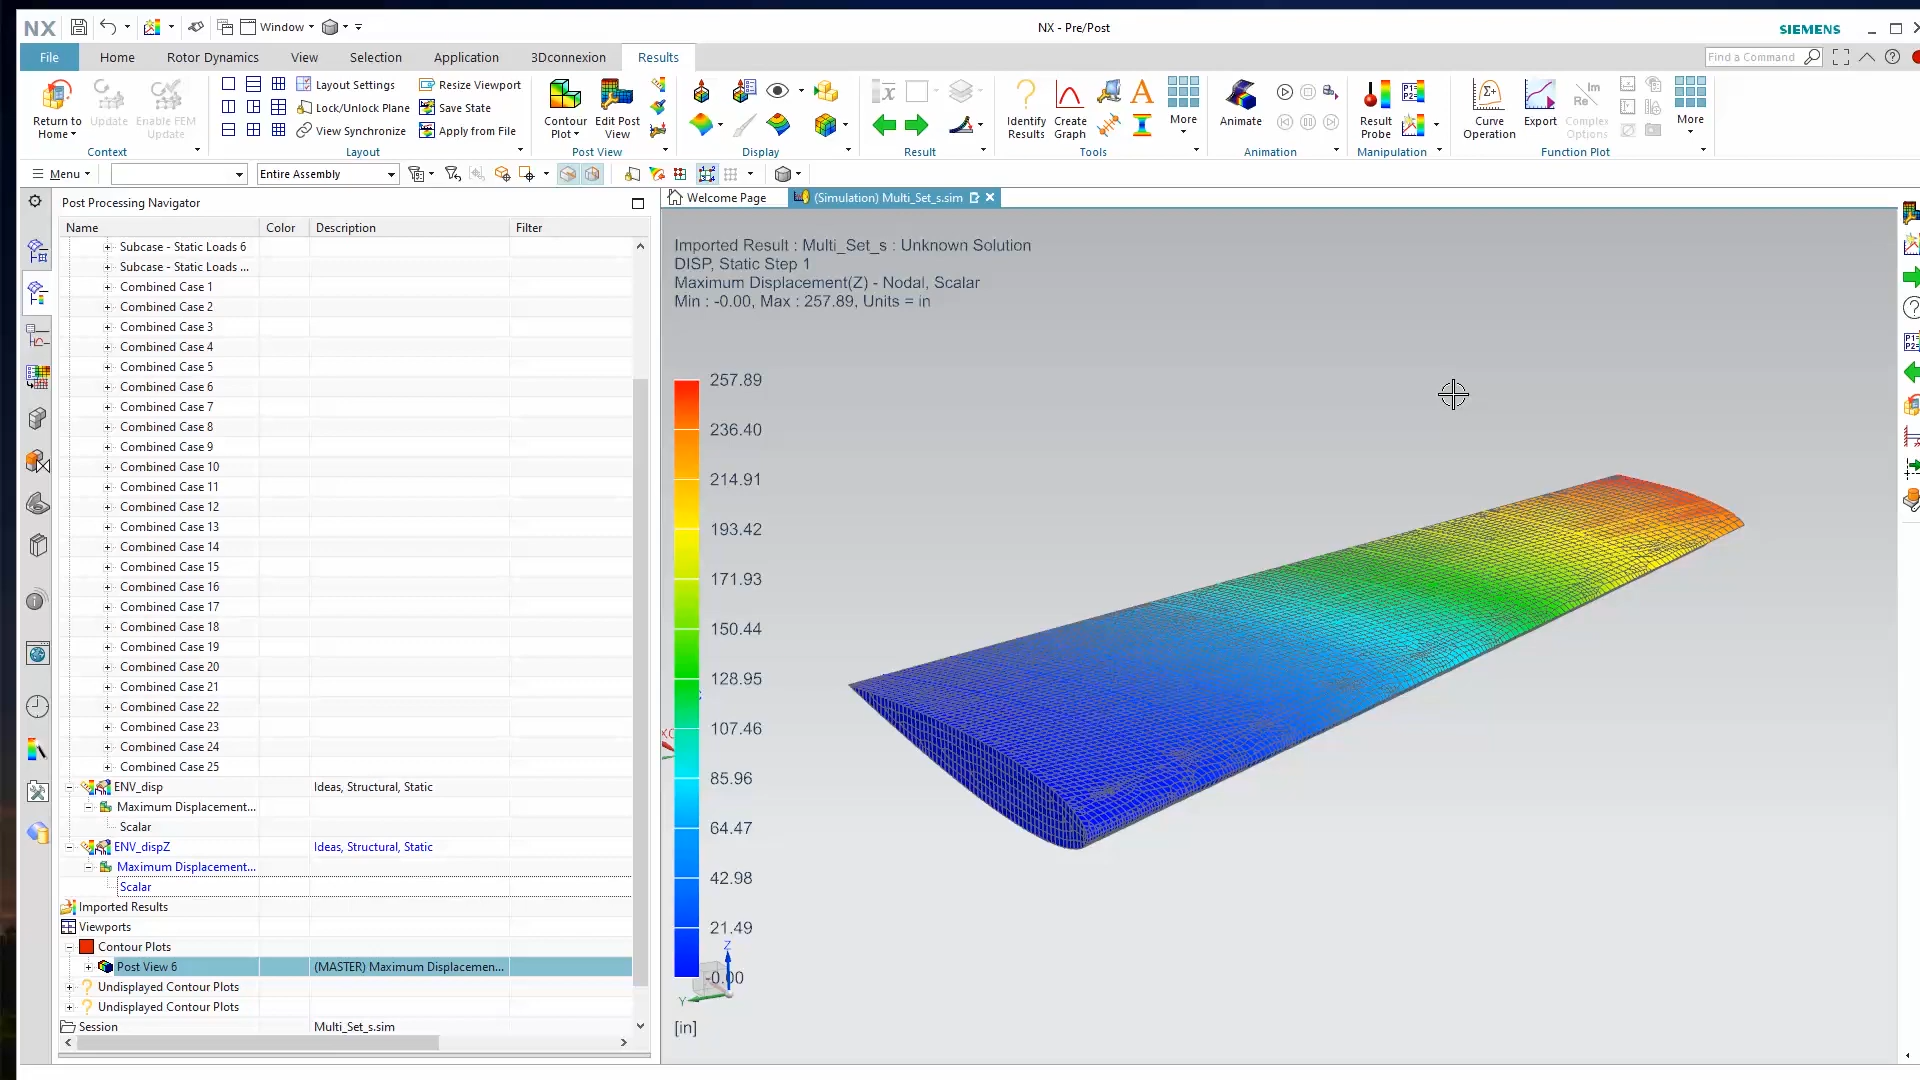 NX
Window
NX - Pre/Post
SIEMENS
File
Home
Rotor Dynamics
View
Selection
Application
3Dconnexion
Results
Find a Command
Return to Home
Update
Enable FEM Update
Context
Layout Settings
Lock/Unlock Plane
View Synchronize
Resize Viewport
Save State
Apply from File
Layout
Contour Plot
Edit Post View
Post View
Display
Result
Identify Results
Create Graph
More
Tools
Animate
Animation
Result Probe
Manipulation
Curve Operation
Export
Complex Options
More
Function Plot
Menu
Entire Assembly
Post Processing Navigator
Welcome Page
(Simulation) Multi_Set_s.sim
Name
Color
Description
Filter
Subcase - Static Loads 6
Subcase - Static Loads ...
Combined Case 1
Combined Case 2
Combined Case 3
Combined Case 4
Combined Case 5
Combined Case 6
Combined Case 7
Combined Case 8
Combined Case 9
Combined Case 10
Combined Case 11
Combined Case 12
Combined Case 13
Combined Case 14
Combined Case 15
Combined Case 16
Combined Case 17
Combined Case 18
Combined Case 19
Combined Case 20
Combined Case 21
Combined Case 22
Combined Case 23
Combined Case 24
Combined Case 25
ENV_disp Ideas, Structural, Static
Maximum Displacement...
Scalar
ENV_dispZ Ideas, Structural, Static
Maximum Displacement...
Scalar
Imported Results
Viewports
Contour Plots
Post View 6 (MASTER) Maximum Displacemen...
Undisplayed Contour Plots
Undisplayed Contour Plots
Session Multi_Set_s.sim
Imported Result : Multi_Set_s : Unknown Solution
DISP, Static Step 1
Maximum Displacement(Z) - Nodal, Scalar
Min : -0.00, Max : 257.89, Units = in
257.89
236.40
214.91
193.42
171.93
150.44
128.95
107.46
85.96
64.47
42.98
21.49
-0.00
Z
Y
[in]